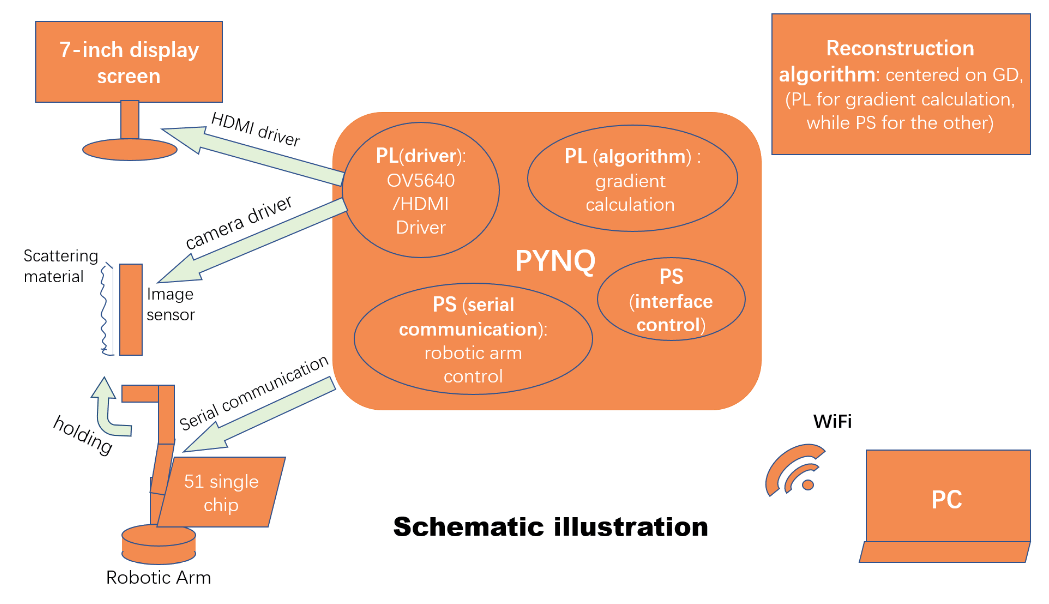 7-inch display
screen
HDMI driver
camera driver
Scattering
material
Image
sensor
holding
Serial communication
51 single
chip
Robotic Arm
PL(driver):
OV5640
/HDMI
Driver
PL (algorithm) :
gradient
calculation
PYNQ
PS (serial
communication):
robotic arm
control
PS
(interface
control)
Reconstruction
algorithm: centered on GD,
(PL for gradient calculation,
while PS for the other)
WiFi
PC
Schematic illustration